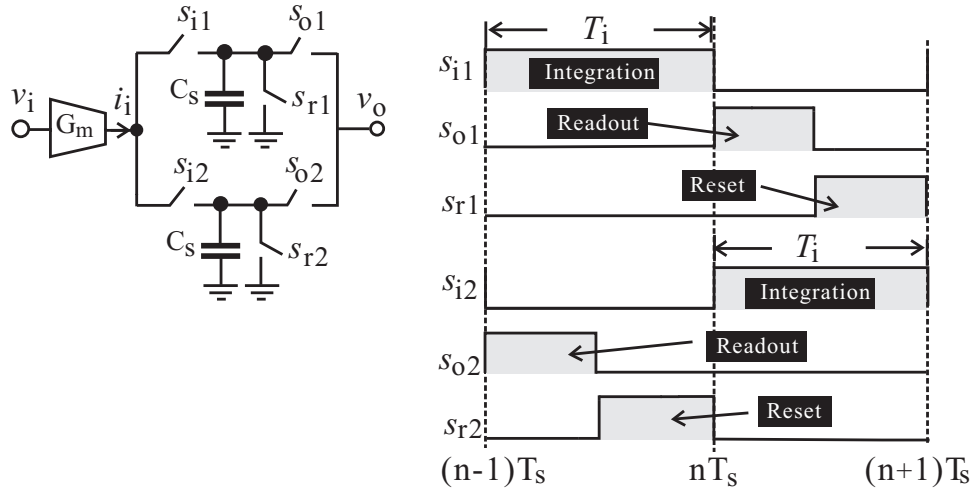 s_i1 s_o1
C_s s_r1
v_i G_m i_i v_o
s_i2 s_o2
C_s s_r2
T_i
s_i1 Integration
s_o1 Readout
s_r1 Reset
T_i
s_i2 Integration
s_o2 Readout
s_r2 Reset
(n-1)T_s nT_s (n+1)T_s